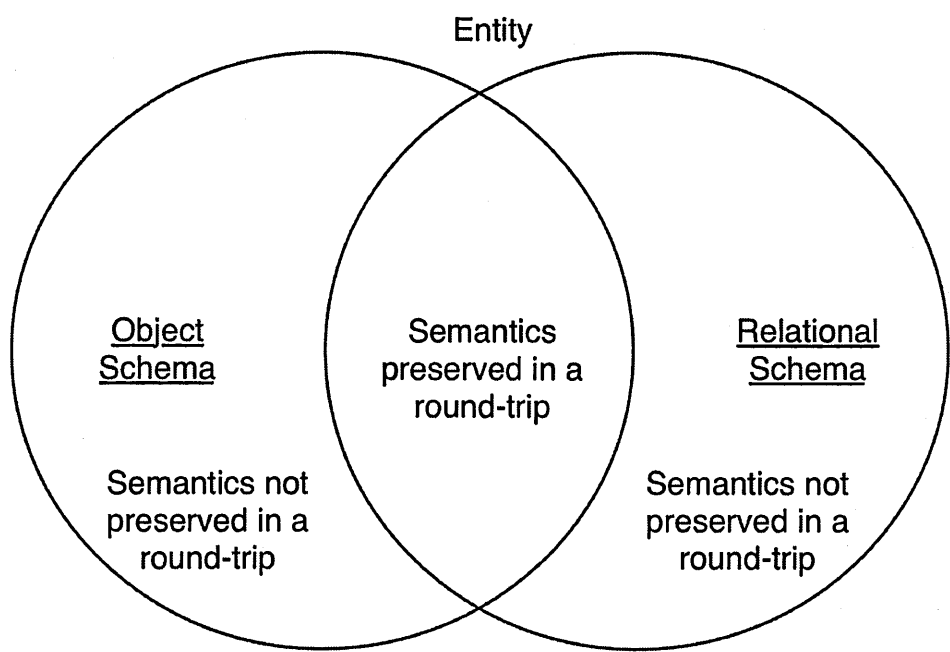 Entity
Object
Schema
Semantics not
preserved in a
round-trip
Semantics
preserved in a
round-trip
Relational
Schema
Semantics not
preserved in a
round-trip